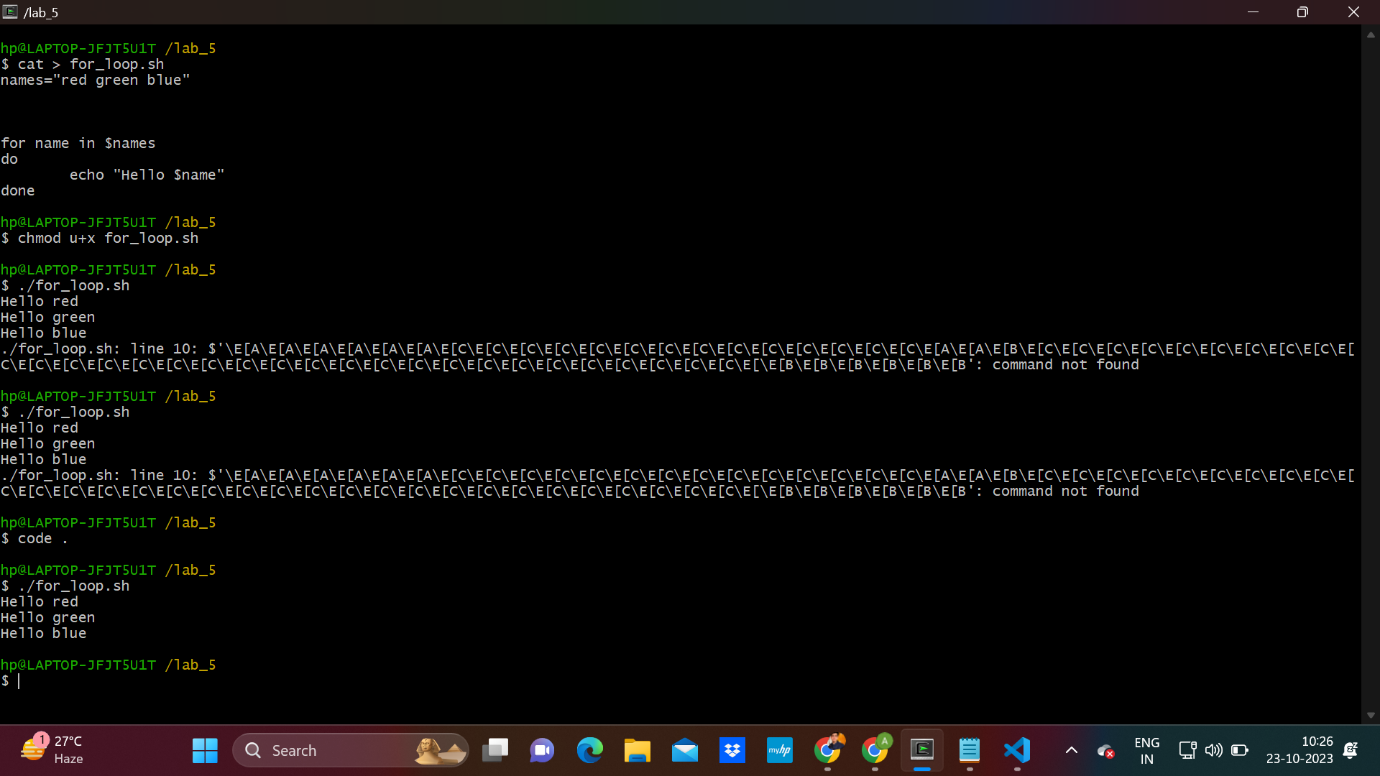 /lab_5
hp@LAPTOP-JFJT5U1T /lab_5
$ cat > for_loop.sh
names="red green blue"
for name in $names
do
        echo "Hello $name"
done
hp@LAPTOP-JFJT5U1T /lab_5
$ chmod u+x for_loop.sh
hp@LAPTOP-JFJT5U1T /lab_5
$ ./for_loop.sh
Hello red
Hello green
Hello blue
./for_loop.sh: line 10: $'\E[A\E[A\E[A\E[A\E[A\E[A\E[C\E[C\E[C\E[C\E[C\E[C\E[C\E[C\E[C\E[C\E[C\E[C\E[C\E[C\E[A\E[A\E[B\E[C\E[C\E[C\E[C\E[C\E[C\E[C\E[C\E[C\E[
C\E[C\E[C\E[C\E[C\E[C\E[C\E[C\E[C\E[C\E[C\E[C\E[C\E[C\E[C\E[C\E[C\E[C\E[C\E[C\E[C\E[C\E[\E[B\E[B\E[B\E[B\E[B\E[B': command not found
hp@LAPTOP-JFJT5U1T /lab_5
$ ./for_loop.sh
Hello red
Hello green
Hello blue
./for_loop.sh: line 10: $'\E[A\E[A\E[A\E[A\E[A\E[A\E[C\E[C\E[C\E[C\E[C\E[C\E[C\E[C\E[C\E[C\E[C\E[C\E[C\E[C\E[A\E[A\E[B\E[C\E[C\E[C\E[C\E[C\E[C\E[C\E[C\E[C\E[
C\E[C\E[C\E[C\E[C\E[C\E[C\E[C\E[C\E[C\E[C\E[C\E[C\E[C\E[C\E[C\E[C\E[C\E[C\E[C\E[C\E[C\E[\E[B\E[B\E[B\E[B\E[B\E[B': command not found
hp@LAPTOP-JFJT5U1T /lab_5
$ code .
hp@LAPTOP-JFJT5U1T /lab_5
$ ./for_loop.sh
Hello red
Hello green
Hello blue
hp@LAPTOP-JFJT5U1T /lab_5
$
1
27°C
Haze
Search
myhp
A
ENG
IN
10:26
23-10-2023